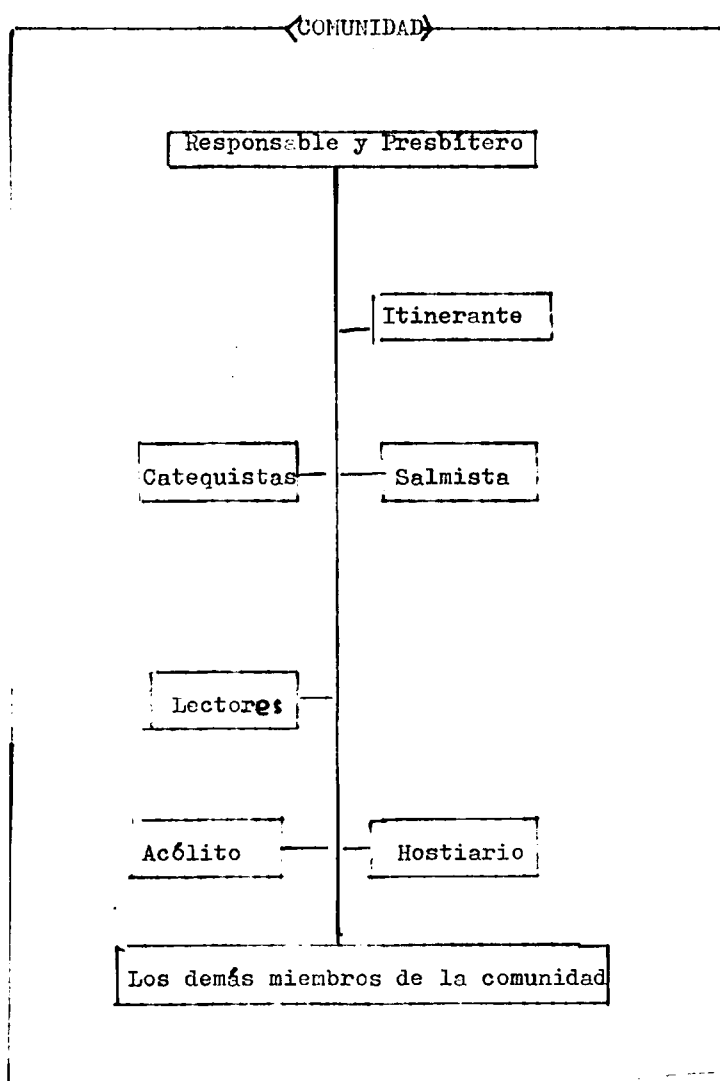 COMUNIDAD
Responsable y Presbítero
Itinerante
Catequistas
Salmista
Lectores
Acólito
Hostiario
Los demás miembros de la comunidad